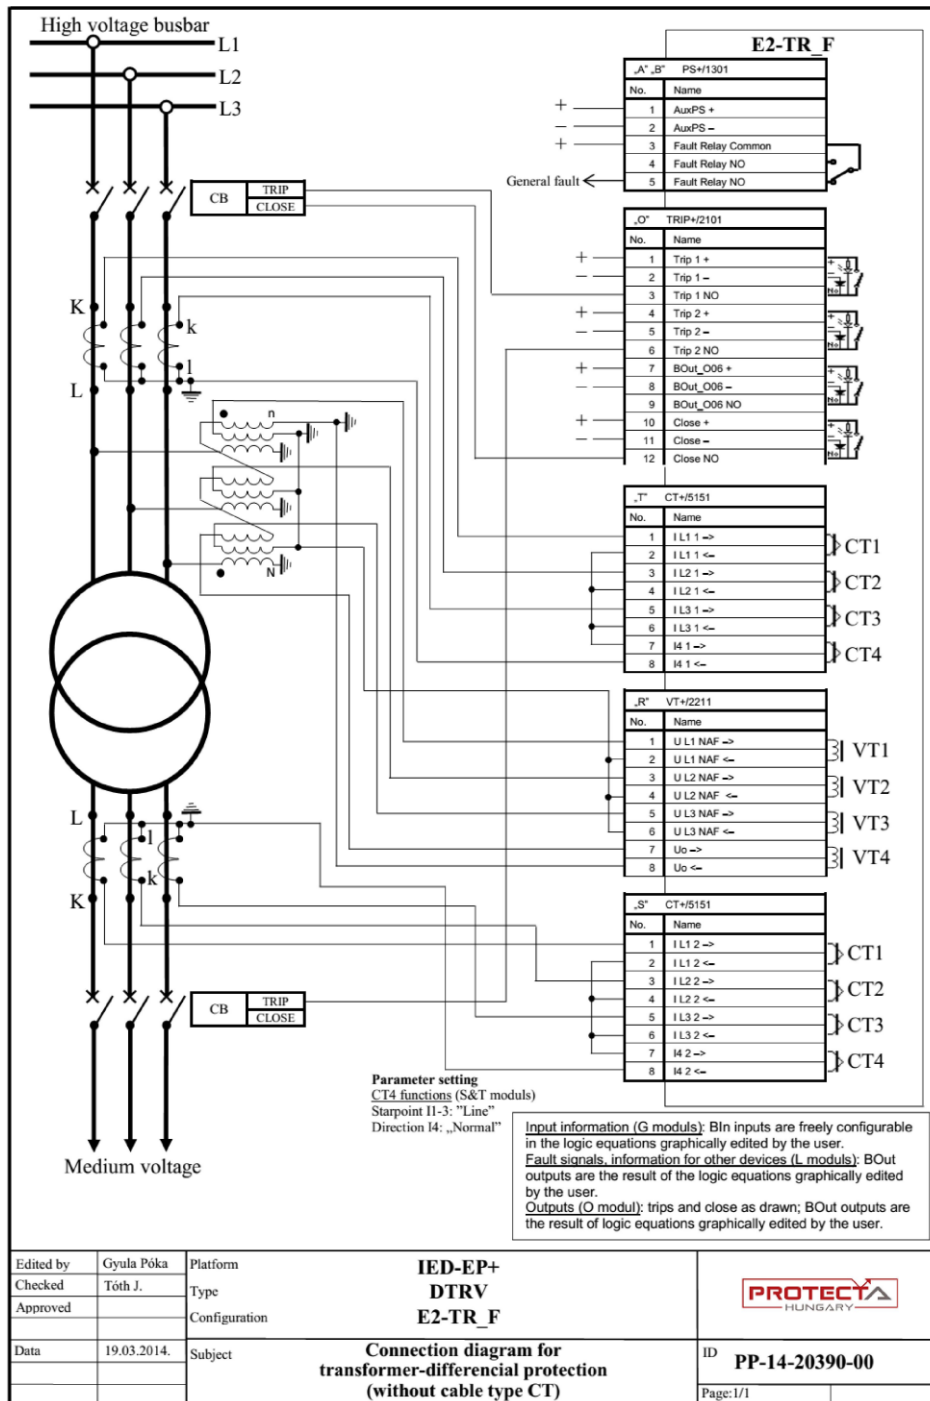 High voltage busbar
L1
L2
L3
E2-TR_F
„A" „B" PS+/1301
No. Name
+ 1 AuxPS +
– 2 AuxPS –
+ 3 Fault Relay Common
4 Fault Relay NO
General fault 5 Fault Relay NO
CB TRIP
CLOSE
„O" TRIP+/2101
No. Name
+ 1 Trip 1 +
– 2 Trip 1 –
3 Trip 1 NO
+ 4 Trip 2 +
– 5 Trip 2 –
6 Trip 2 NO
+ 7 BOut_O06 +
– 8 BOut_O06 –
9 BOut_O06 NO
+ 10 Close +
– 11 Close –
12 Close NO
K
k
l
L
n
N
„T" CT+/5151
No. Name
1 I L1 1 –>
2 I L1 1 <–
CT1
3 I L2 1 –>
4 I L2 1 <–
CT2
5 I L3 1 –>
6 I L3 1 <–
CT3
7 I4 1 –>
8 I4 1 <–
CT4
„R" VT+/2211
No. Name
1 U L1 NAF –>
2 U L1 NAF <–
VT1
3 U L2 NAF –>
4 U L2 NAF <–
VT2
5 U L3 NAF –>
6 U L3 NAF <–
VT3
7 Uo –>
8 Uo <–
VT4
L
l
k
K
„S" CT+/5151
No. Name
1 I L1 2 –>
2 I L1 2 <–
CT1
3 I L2 2 –>
4 I L2 2 <–
CT2
5 I L3 2 –>
6 I L3 2 <–
CT3
7 I4 2 –>
8 I4 2 <–
CT4
CB TRIP
CLOSE
Parameter setting
CT4 functions (S&T moduls)
Starpoint I1-3: "Line"
Direction I4: „Normal"
Medium voltage
Input information (G moduls): BIn inputs are freely configurable
in the logic equations graphically edited by the user.
Fault signals, information for other devices (L moduls): BOut
outputs are the result of the logic equations graphically edited
by the user.
Outputs (O modul): trips and close as drawn; BOut outputs are
the result of logic equations graphically edited by the user.
Edited by Gyula Póka
Checked Tóth J.
Approved
Data 19.03.2014.
Platform IED-EP+
Type DTRV
Configuration E2-TR_F
Subject Connection diagram for
transformer-differencial protection
(without cable type CT)
PROTECTA
HUNGARY
ID PP-14-20390-00
Page:1/1